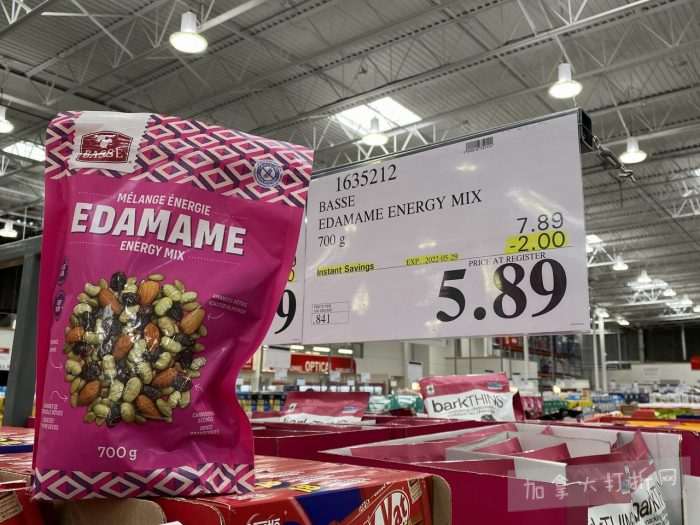 BASSE
MÉLANGE ÉNERGIE
EDAMAME
ENERGY MIX
700 g
1635212
BASSE
EDAMAME ENERGY MIX
700 g
7.89
-2.00
EXP. 2022-05-29
PRICE AT REGISTER
Instant Savings
5.89
.841
9
OPTICAL
barkTHINS
KitKat
加拿大打折网